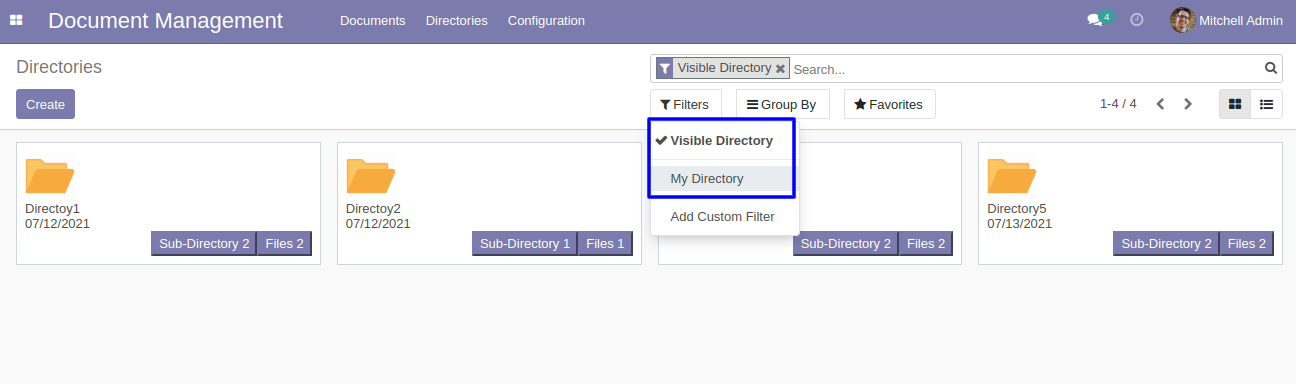 Document Management
Documents Directories Configuration
4
Mitchell Admin
Directories
Visible Directory
Search...
Create
Filters
Group By
Favorites
1-4 / 4
Visible Directory
My Directory
Add Custom Filter
Directoy1
07/12/2021
Sub-Directory 2 Files 2
Directoy2
07/12/2021
Sub-Directory 1 Files 1
Sub-Directory 2 Files 2
Directory5
07/13/2021
Sub-Directory 2 Files 2